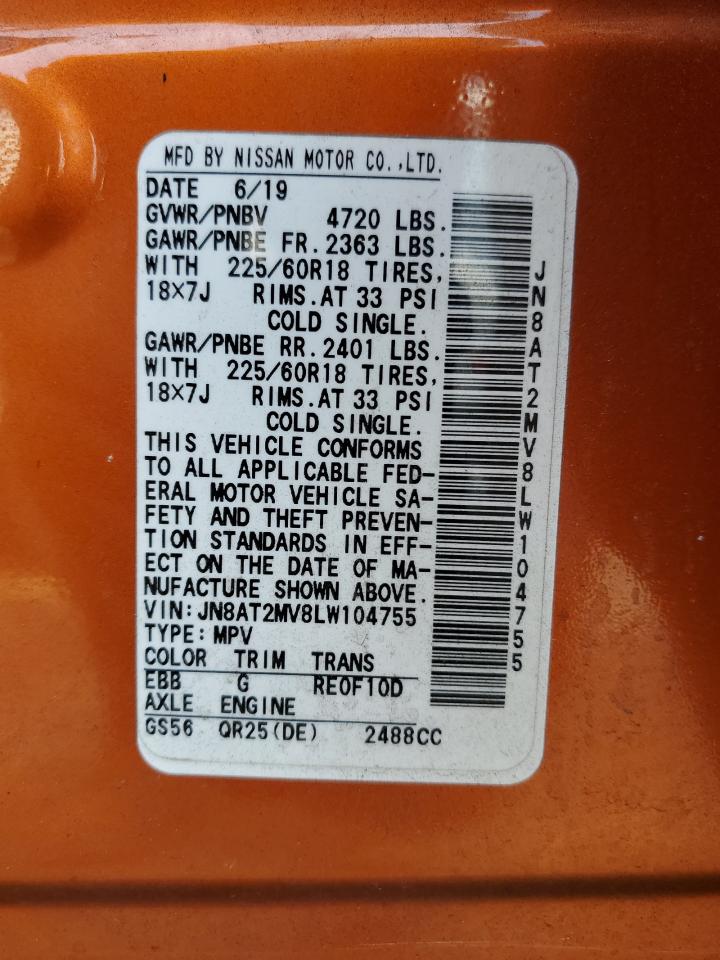 MFD BY NISSAN MOTOR CO.,LTD.
DATE 6/19
GVWR/PNBV 4720 LBS.
GAWR/PNBE FR.2363 LBS.
WITH 225/60R18 TIRES,
18X7J RIMS.AT 33 PSI
COLD SINGLE.
GAWR/PNBE RR.2401 LBS.
WITH 225/60R18 TIRES,
18X7J RIMS.AT 33 PSI
COLD SINGLE.
THIS VEHICLE CONFORMS
TO ALL APPLICABLE FED-
ERAL MOTOR VEHICLE SA-
FETY AND THEFT PREVEN-
TION STANDARDS IN EFF-
ECT ON THE DATE OF MA-
NUFACTURE SHOWN ABOVE.
VIN:JN8AT2MV8LW104755
TYPE:MPV
COLOR TRIM TRANS
EBB G RE0F10D
AXLE ENGINE
GS56 QR25(DE) 2488CC
JN8AT2MV8LW104755